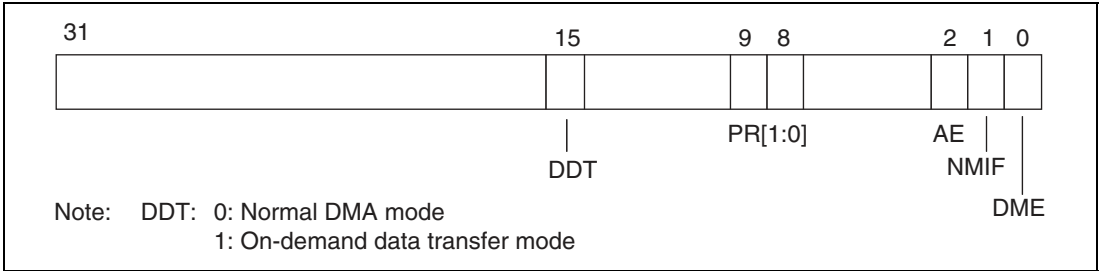 31 15 9 8 2 1 0
PR[1:0] AE
DDT NMIF
DME
Note: DDT: 0: Normal DMA mode
1: On-demand data transfer mode